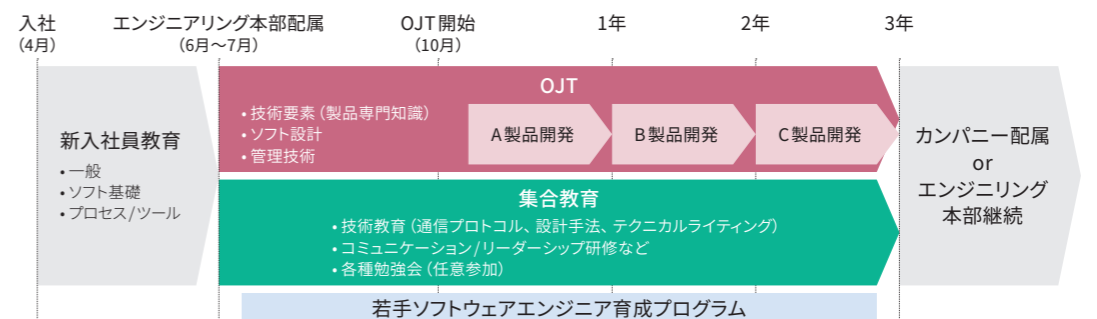 入社
(4月)
エンジニアリング本部配属
(6月〜7月)
OJT開始
(10月)
1年
2年
3年
新入社員教育
• 一般
• ソフト基礎
• プロセス/ツール
OJT
• 技術要素(製品専門知識)
• ソフト設計
• 管理技術
A製品開発
B製品開発
C製品開発
集合教育
• 技術教育(通信プロトコル、設計手法、テクニカルライティング)
• コミュニケーション/リーダーシップ研修など
• 各種勉強会(任意参加)
カンパニー配属
or
エンジニリング
本部継続
若手ソフトウェアエンジニア育成プログラム